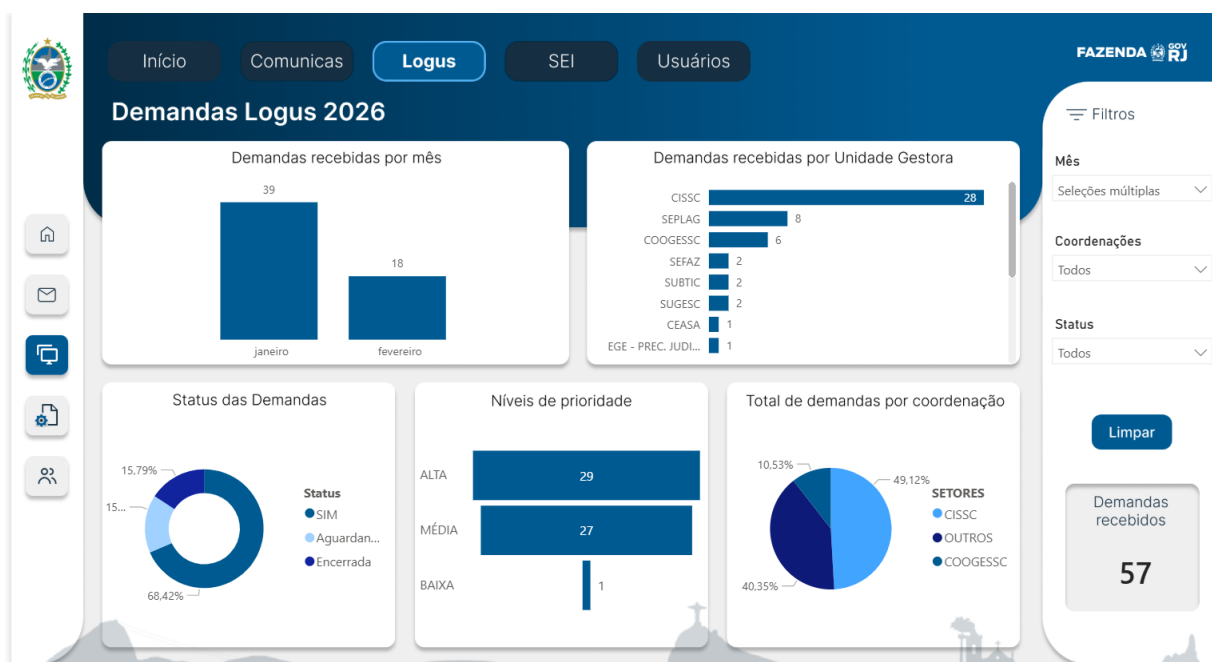 Início
Comunicas
Logus
SEI
Usuários
FAZENDA GOV RJ
Demandas Logus 2026
Filtros
Demandas recebidas por mês
39
18
janeiro
fevereiro
Demandas recebidas por Unidade Gestora
CISSC 28
SEPLAG 8
COOGESSC 6
SEFAZ 2
SUBTIC 2
SUGESC 2
CEASA 1
EGE - PREC. JUDI... 1
Mês
Seleções múltiplas
Coordenações
Todos
Status
Todos
Limpar
Demandas
recebidos
57
Status das Demandas
15,79%
15...
68,42%
Status
SIM
Aguardan...
Encerrada
Níveis de prioridade
ALTA 29
MÉDIA 27
BAIXA 1
Total de demandas por coordenação
10,53%
49,12%
40,35%
SETORES
CISSC
OUTROS
COOGESSC